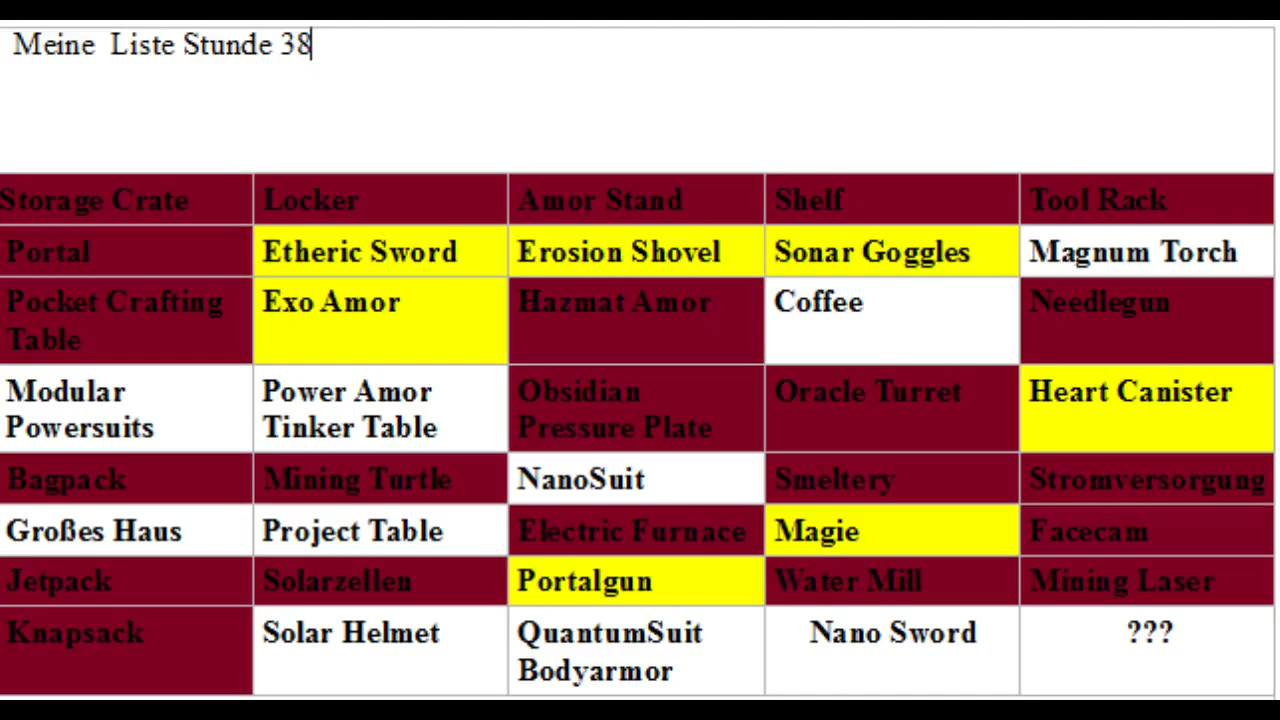 Meine Liste Stunde 38
Storage Crate Locker Amor Stand Shelf Tool Rack
Portal Etheric Sword Erosion Shovel Sonar Goggles Magnum Torch
Pocket Crafting Exo Amor Hazmat Amor Coffee Needlegun
Table
Modular Power Amor Obsidian Oracle Turret Heart Canister
Powersuits Tinker Table Pressure Plate
Bagpack Mining Turtle NanoSuit Smeltery Stromversorgung
Großes Haus Project Table Electric Furnace Magie Facecam
Jetpack Solarzellen Portalgun Water Mill Mining Laser
Knapsack Solar Helmet QuantumSuit Nano Sword ???
Bodyarmor